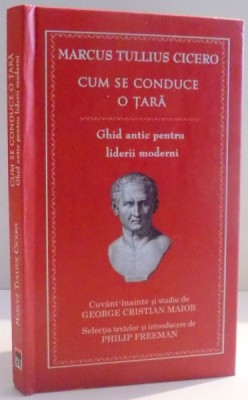 MARCUS TULLIUS CICERO
CUM SE CONDUCE
O ȚARĂ
Ghid antic pentru
liderii moderni
Cuvânt-înainte și studiu de
GEORGE CRISTIAN MAIOR
Selecția textelor și introducere de
PHILIP FREEMAN
MARCUS TULLIUS CICERO
CUM SE CONDUCE O ȚARĂ
Ghid antic pentru liderii moderni